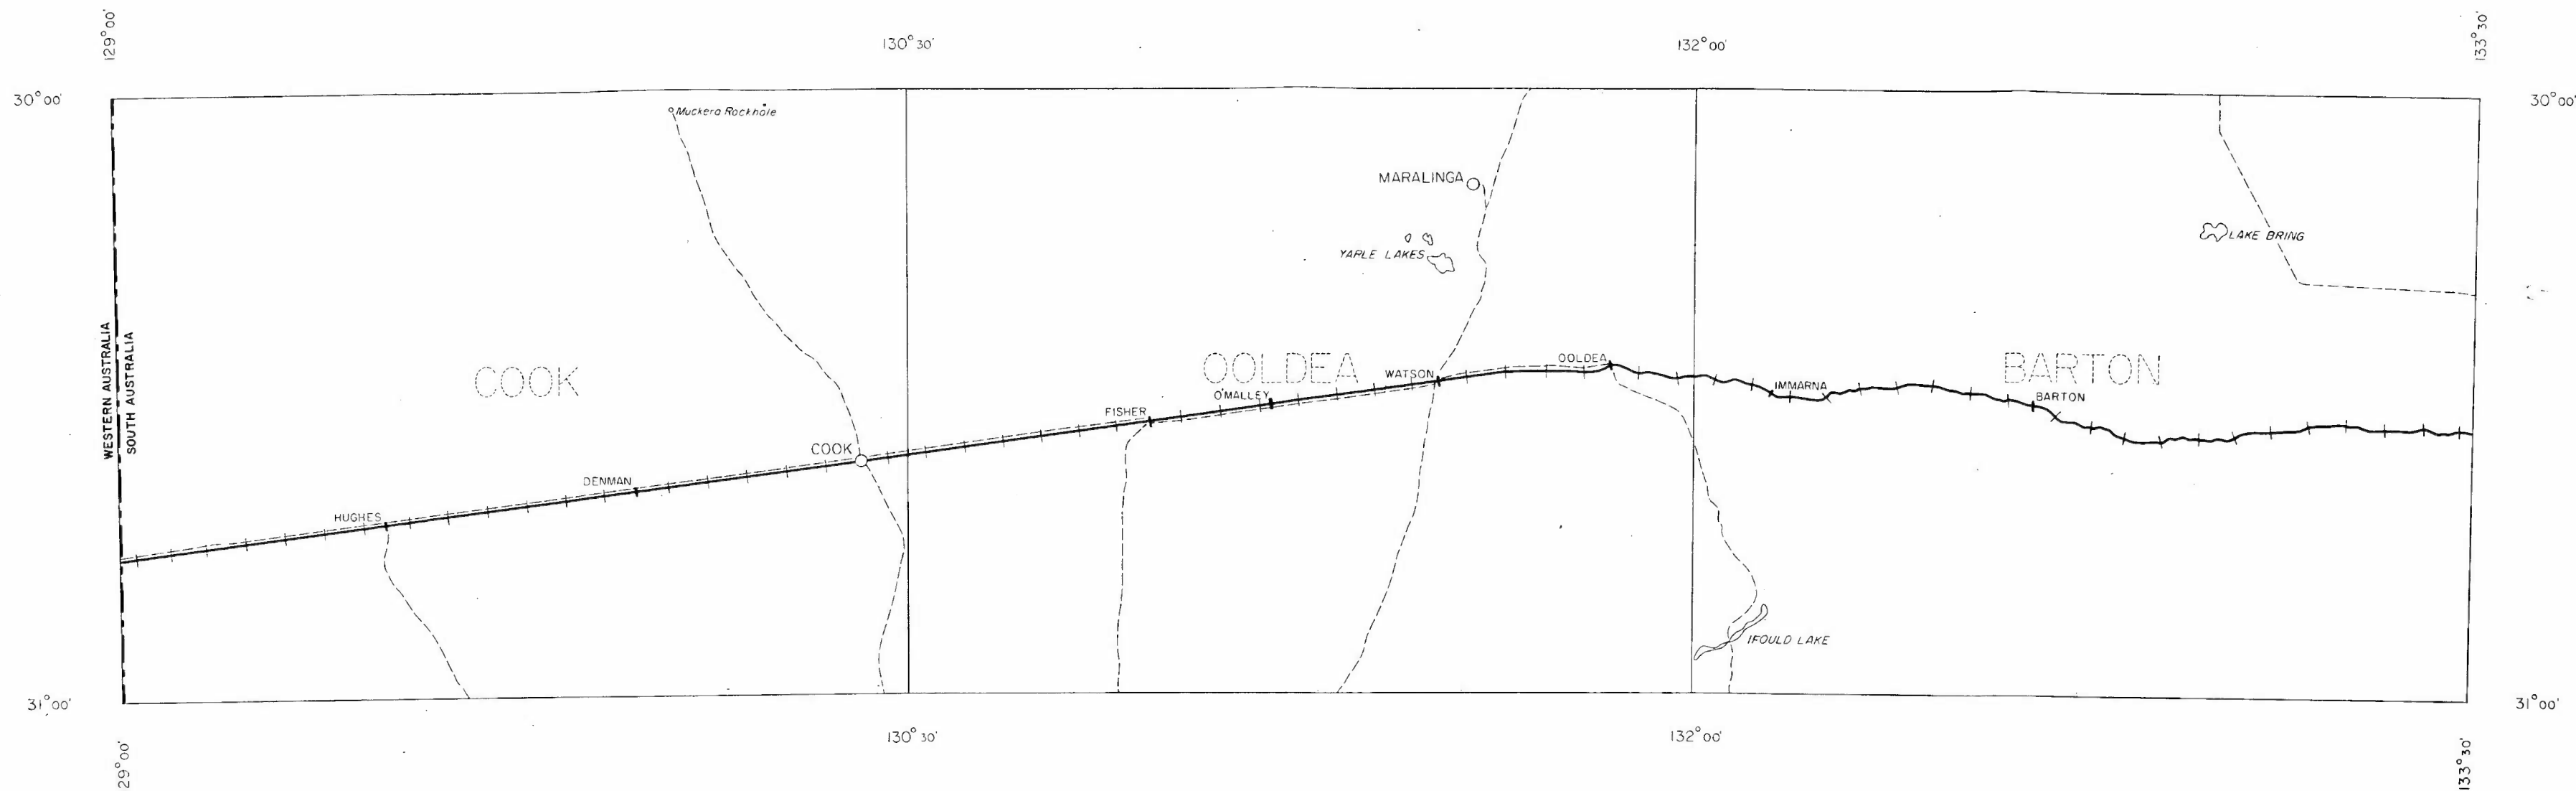 129°00'
130°30'
132°00'
133°30'
30°00'
30°00'
Muckera Rockhole
MARALINGA
YARLE LAKES
LAKE BRING
WESTERN AUSTRALIA
SOUTH AUSTRALIA
COOK
OOLDEA
BARTON
OOLDEA
WATSON
IMMARNA
O'MALLEY
BARTON
FISHER
COOK
DENMAN
HUGHES
IFOULD LAKE
31°00'
31°00'
129°00'
130°30'
132°00'
133°30'